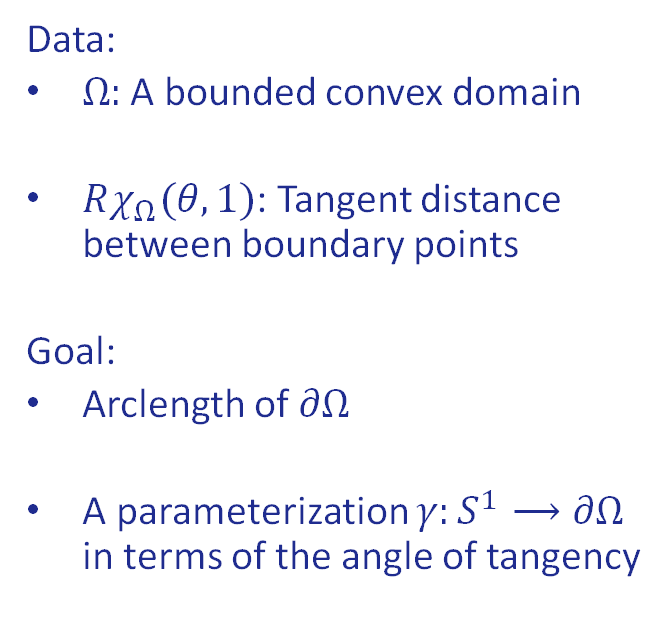 Data:
• Ω: A bounded convex domain
• Rχ_Ω(θ, 1): Tangent distance
between boundary points
Goal:
• Arclength of ∂Ω
• A parameterization γ: S¹ ⟶ ∂Ω
in terms of the angle of tangency